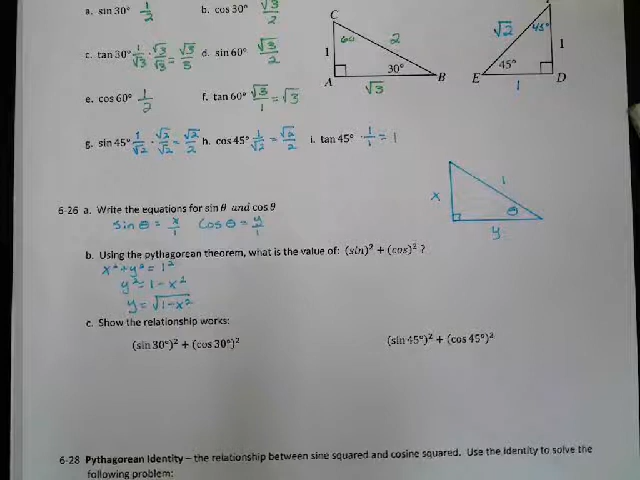 a. sin 30° 1/2 b. cos 30° √3/2
c. tan 30° 1/√3 · √3/√3 = √3/3 d. sin 60° √3/2
e. cos 60° 1/2 f. tan 60° √3/1 = √3
g. sin 45° 1/√2 · √2/√2 = √2/2 h. cos 45° 1/√2 = √2/2 i. tan 45° · 1/1 = 1
C
60
2
1
30°
A
B
√3
√2
45°
1
45°
E
D
1
6-26 a. Write the equations for sin θ and cos θ
sin θ = x/1 cos θ = y/1
x
1
θ
y
b. Using the pythagorean theorem, what is the value of: (sin)² + (cos)² ?
x² + y² = 1²
y² = 1 - x²
y = √1-x²
c. Show the relationship works:
(sin 30°)² + (cos 30°)² (sin 45°)² + (cos 45°)²
6-28 Pythagorean Identity – the relationship between sine squared and cosine squared. Use the Identity to solve the
following problem: